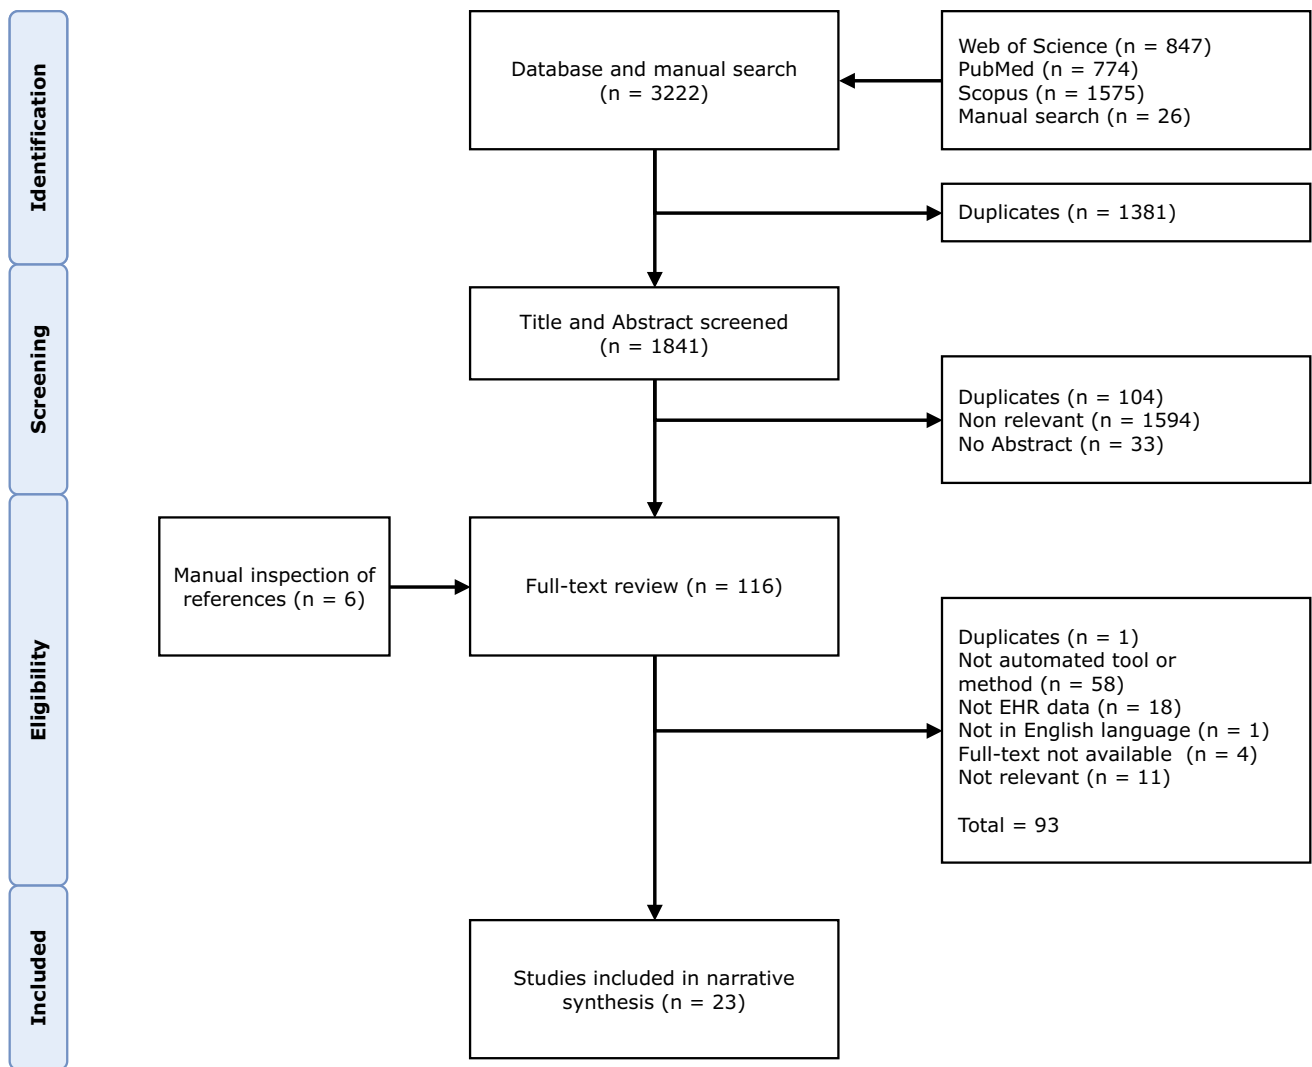 Identification
Database and manual search
(n = 3222)
Web of Science (n = 847)
PubMed (n = 774)
Scopus (n = 1575)
Manual search (n = 26)
Duplicates (n = 1381)
Screening
Title and Abstract screened
(n = 1841)
Duplicates (n = 104)
Non relevant (n = 1594)
No Abstract (n = 33)
Eligibility
Manual inspection of
references (n = 6)
Full-text review (n = 116)
Duplicates (n = 1)
Not automated tool or
method (n = 58)
Not EHR data (n = 18)
Not in English language (n = 1)
Full-text not available  (n = 4)
Not relevant (n = 11)
Total = 93
Included
Studies included in narrative
synthesis (n = 23)